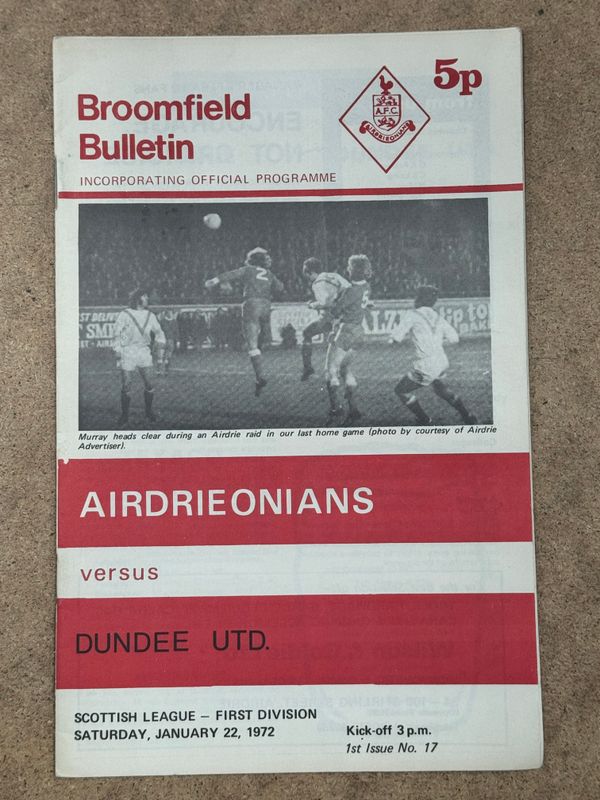 Broomfield
Bulletin
INCORPORATING OFFICIAL PROGRAMME
5p
A.F.C.
AIRDRIEONIANS
2
5
Murray heads clear during an Airdrie raid in our last home game (photo by courtesy of Airdrie
Advertiser).
AIRDRIEONIANS
versus
DUNDEE UTD.
SCOTTISH LEAGUE – FIRST DIVISION
SATURDAY, JANUARY 22, 1972
Kick-off 3 p.m.
1st Issue No. 17